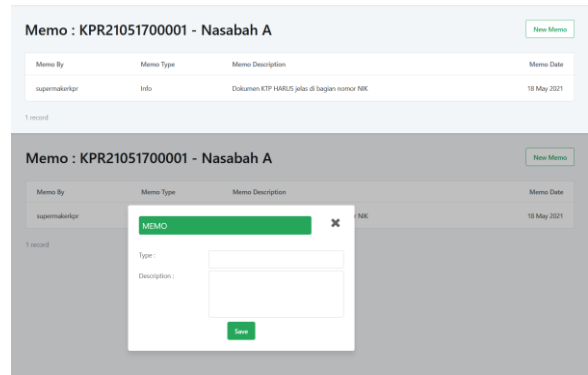 Memo : KPR21051700001 - Nasabah A
New Memo
Memo By Memo Type Memo Description Memo Date
supermakerkpr Info Dokumen KTP HARUS jelas di bagian nomor NIK 18 May 2021
1 record
Memo : KPR21051700001 - Nasabah A
New Memo
Memo By Memo Type Memo Description Memo Date
supermakerkpr NIK 18 May 2021
MEMO
1 record
Type :
Description :
Save